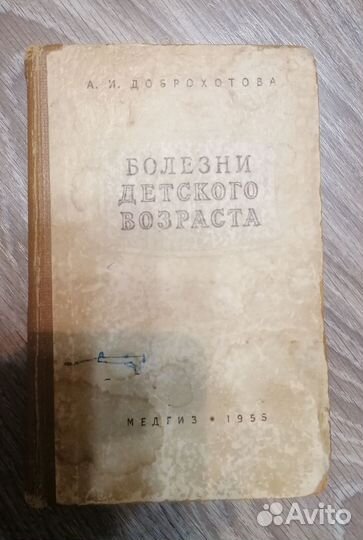 А. И. ДОБРОХОТОВА
БОЛЕЗНИ
ДЕТСКОГО
ВОЗРАСТА
МЕДГИЗ • 1955
Avito